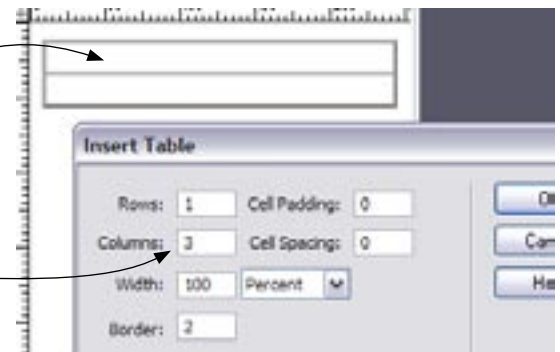 Insert Table
Rows: 1 Cell Padding: 0
Columns: 3 Cell Spacing: 0
Width: 100 Percent
Border: 2